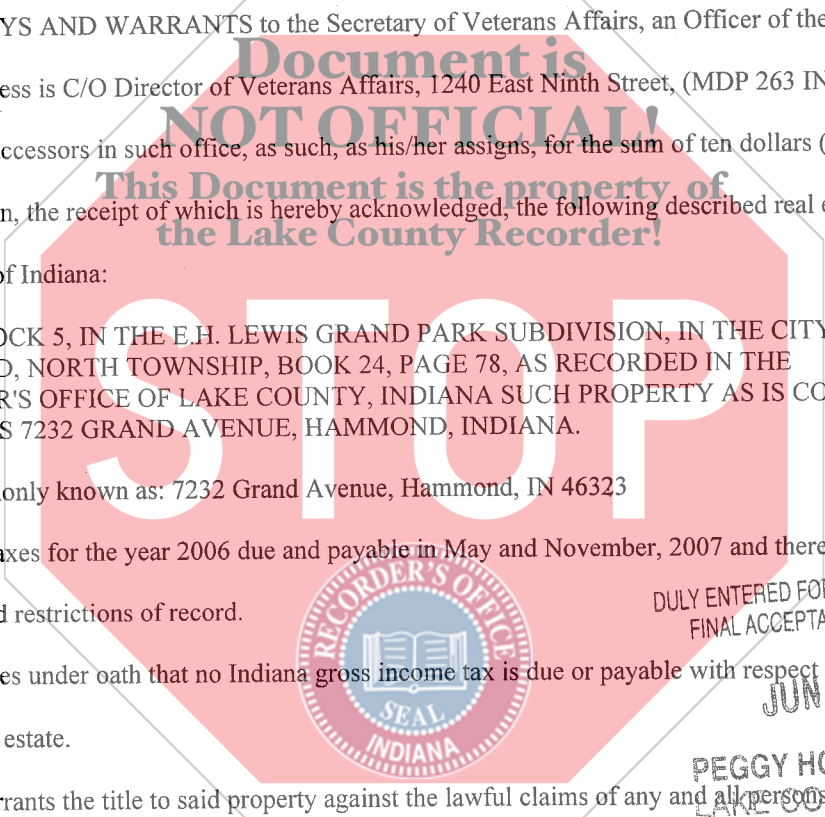 YS AND WARRANTS to the Secretary of Veterans Affairs, an Officer of the
Document is
ess is C/O Director of Veterans Affairs, 1240 East Ninth Street, (MDP 263 IN
NOT OFFICIAL!
ccessors in such office, as such, as his/her assigns, for the sum of ten dollars (
This Document is the property of
n, the receipt of which is hereby acknowledged, the following described real e
the Lake County Recorder!
of Indiana:
STOP
OCK 5, IN THE E.H. LEWIS GRAND PARK SUBDIVISION, IN THE CITY
D, NORTH TOWNSHIP, BOOK 24, PAGE 78, AS RECORDED IN THE
R'S OFFICE OF LAKE COUNTY, INDIANA SUCH PROPERTY AS IS CO
S 7232 GRAND AVENUE, HAMMOND, INDIANA.
only known as: 7232 Grand Avenue, Hammond, IN 46323
axes for the year 2006 due and payable in May and November, 2007 and there
RECORDER'S OFFICE
DULY ENTERED FOR
d restrictions of record.
FINAL ACCEPTA
es under oath that no Indiana gross income tax is due or payable with respect
JUN
SEAL
estate.
INDIANA
PEGGY HO
rrants the title to said property against the lawful claims of any and all persons
LAKE CO